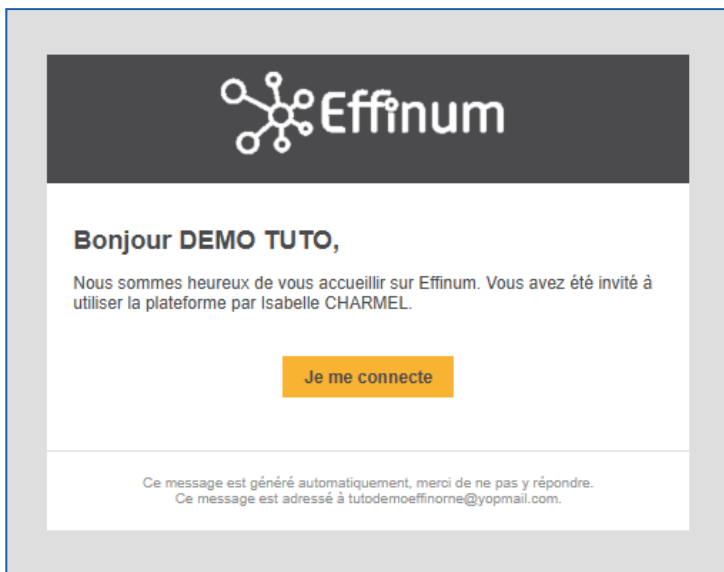 Effinum
Bonjour DEMO TUTO,
Nous sommes heureux de vous accueillir sur Effinum. Vous avez été invité à
utiliser la plateforme par Isabelle CHARMEL.
Je me connecte
Ce message est généré automatiquement, merci de ne pas y répondre.
Ce message est adressé à tutodemoeffinorne@yopmail.com.